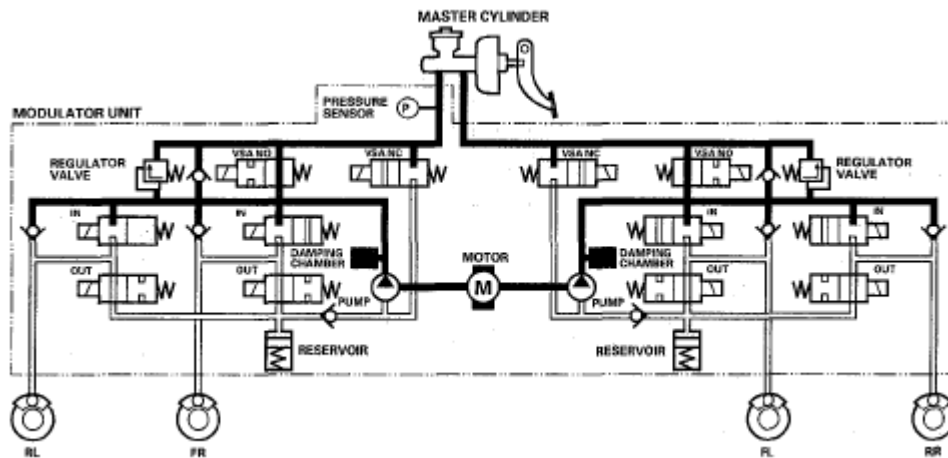 MASTER CYLINDER
PRESSURE
SENSOR
P
MODULATOR UNIT
REGULATOR
VALVE
VSA NO
VSA NC
VSA NC
VSA NO
REGULATOR
VALVE
IN
IN
IN
IN
DAMPING
CHAMBER
MOTOR
M
DAMPING
CHAMBER
OUT
OUT
PUMP
PUMP
OUT
OUT
RESERVOIR
RESERVOIR
RL
FR
FL
RR